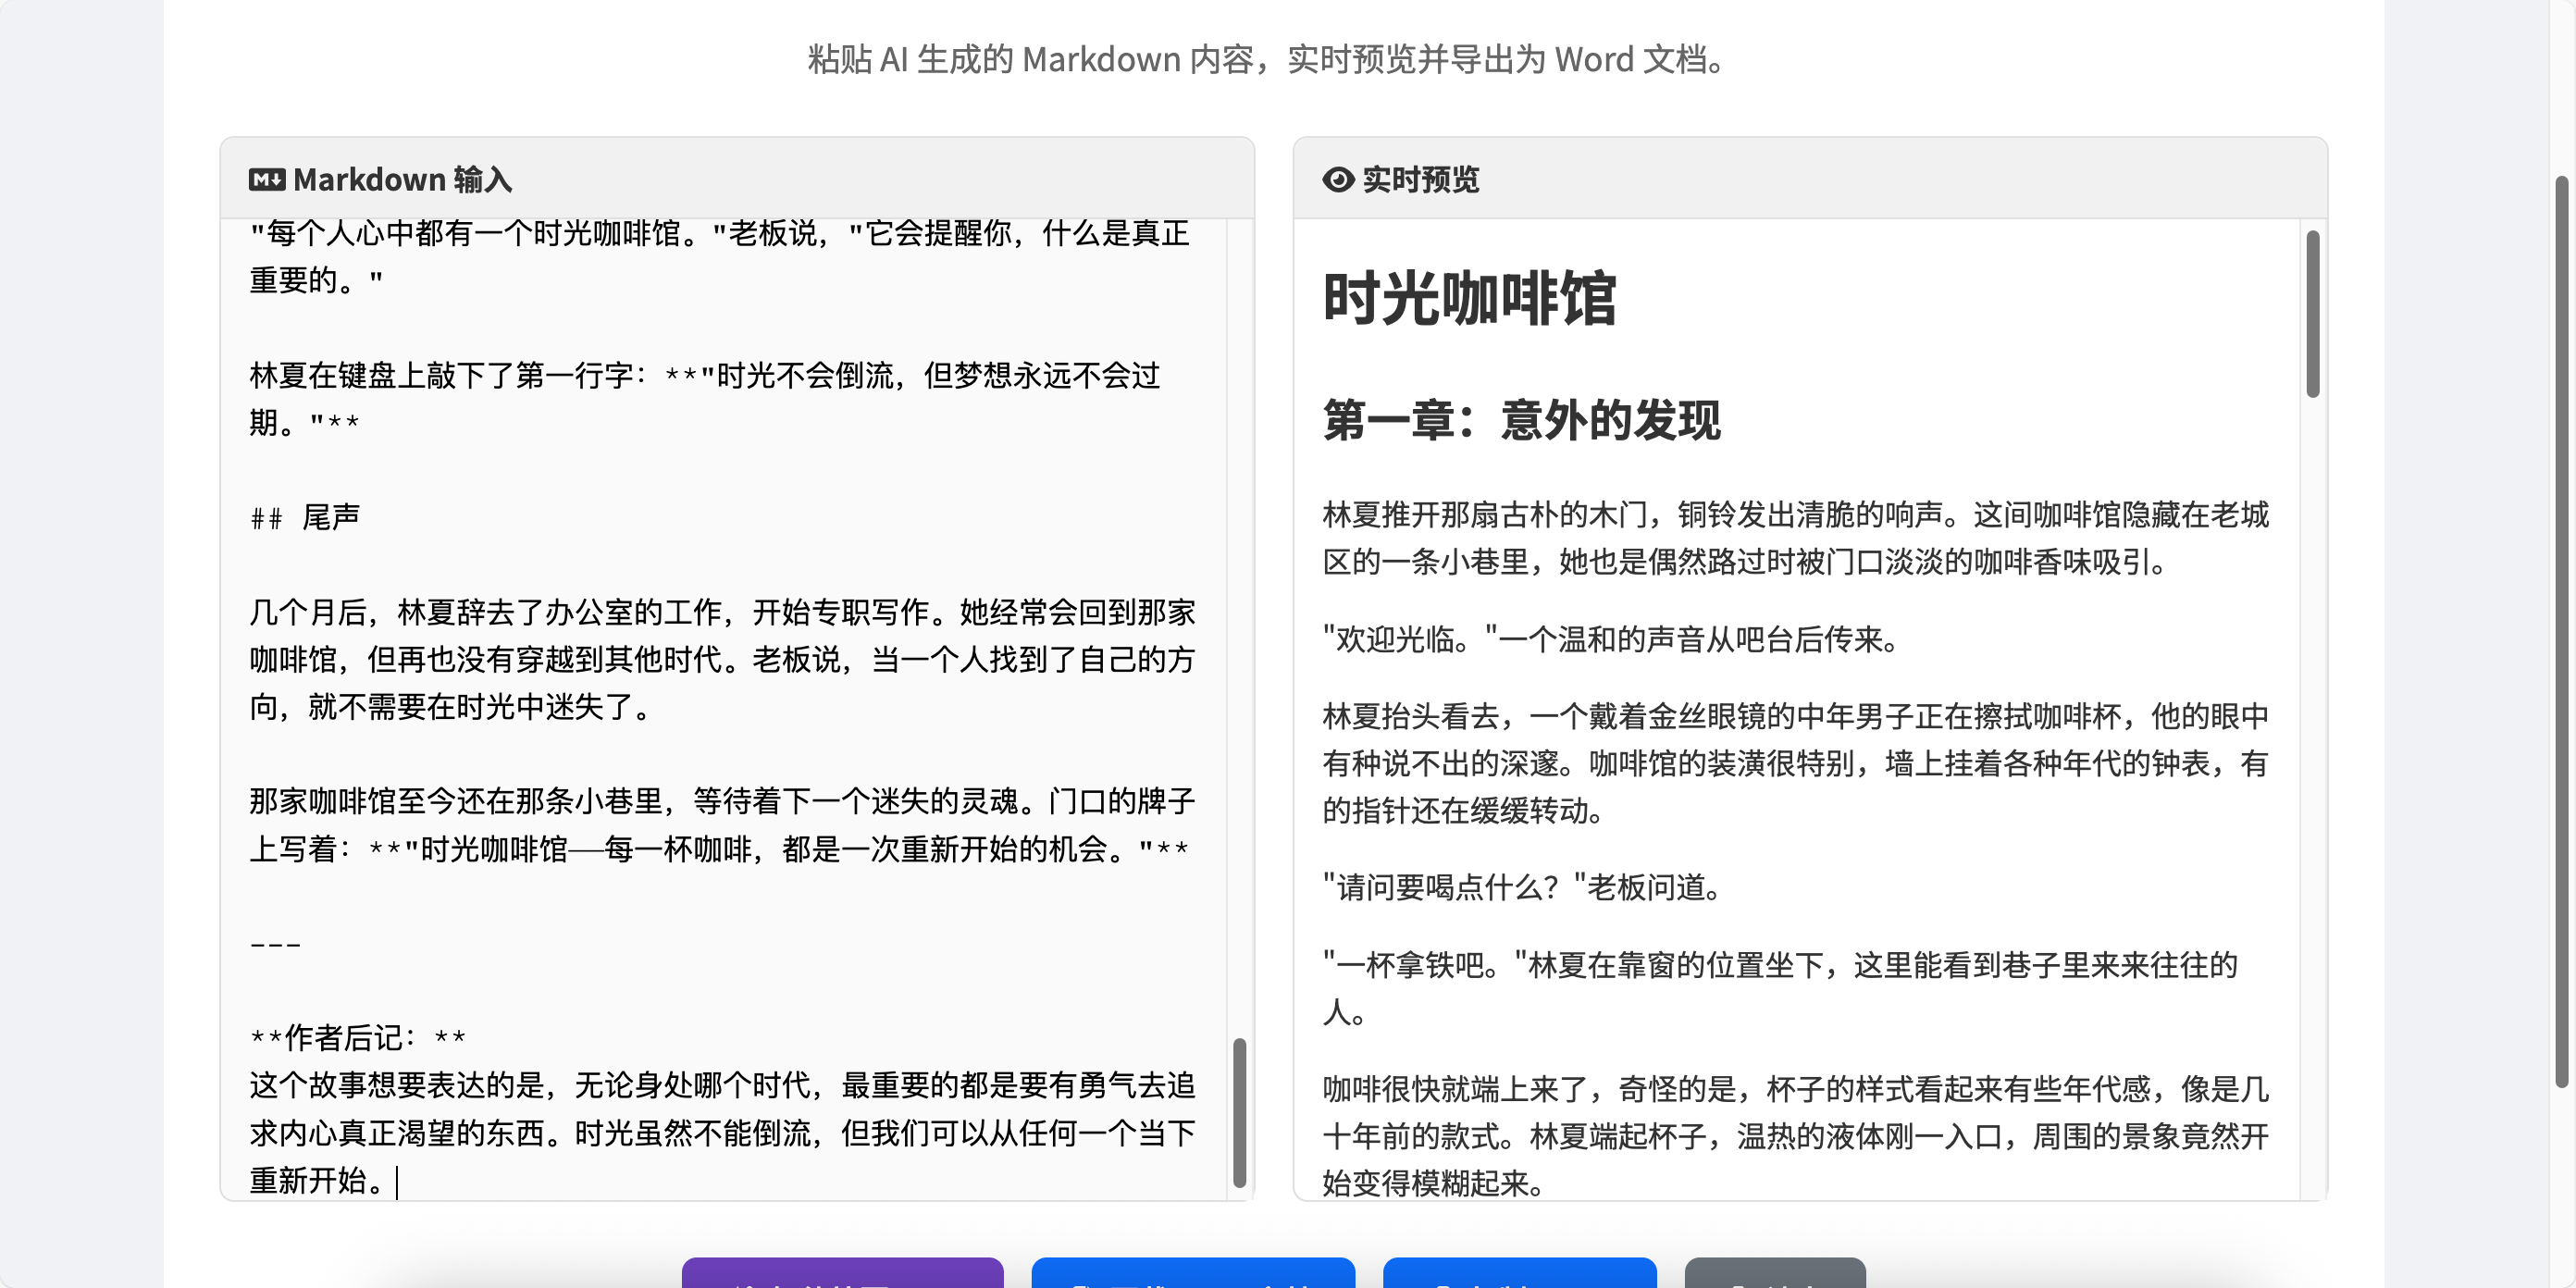 粘贴 AI 生成的 Markdown 内容，实时预览并导出为 Word 文档。
Markdown 输入
"每个人心中都有一个时光咖啡馆。"老板说，"它会提醒你，什么是真正
重要的。"
林夏在键盘上敲下了第一行字：**"时光不会倒流，但梦想永远不会过
期。"**
## 尾声
几个月后，林夏辞去了办公室的工作，开始专职写作。她经常会回到那家
咖啡馆，但再也没有穿越到其他时代。老板说，当一个人找到了自己的方
向，就不需要在时光中迷失了。
那家咖啡馆至今还在那条小巷里，等待着下一个迷失的灵魂。门口的牌子
上写着：**"时光咖啡馆——每一杯咖啡，都是一次重新开始的机会。"**
---
**作者后记：**
这个故事想要表达的是，无论身处哪个时代，最重要的都是要有勇气去追
求内心真正渴望的东西。时光虽然不能倒流，但我们可以从任何一个当下
重新开始。
实时预览
时光咖啡馆
第一章：意外的发现
林夏推开那扇古朴的木门，铜铃发出清脆的响声。这间咖啡馆隐藏在老城
区的一条小巷里，她也是偶然路过时被门口淡淡的咖啡香味吸引。
"欢迎光临。"一个温和的声音从吧台后传来。
林夏抬头看去，一个戴着金丝眼镜的中年男子正在擦拭咖啡杯，他的眼中
有种说不出的深邃。咖啡馆的装潢很特别，墙上挂着各种年代的钟表，有
的指针还在缓缓转动。
"请问要喝点什么？"老板问道。
"一杯拿铁吧。"林夏在靠窗的位置坐下，这里能看到巷子里来来往往的
人。
咖啡很快就端上来了，奇怪的是，杯子的样式看起来有些年代感，像是几
十年前的款式。林夏端起杯子，温热的液体刚一入口，周围的景象竟然开
始变得模糊起来。